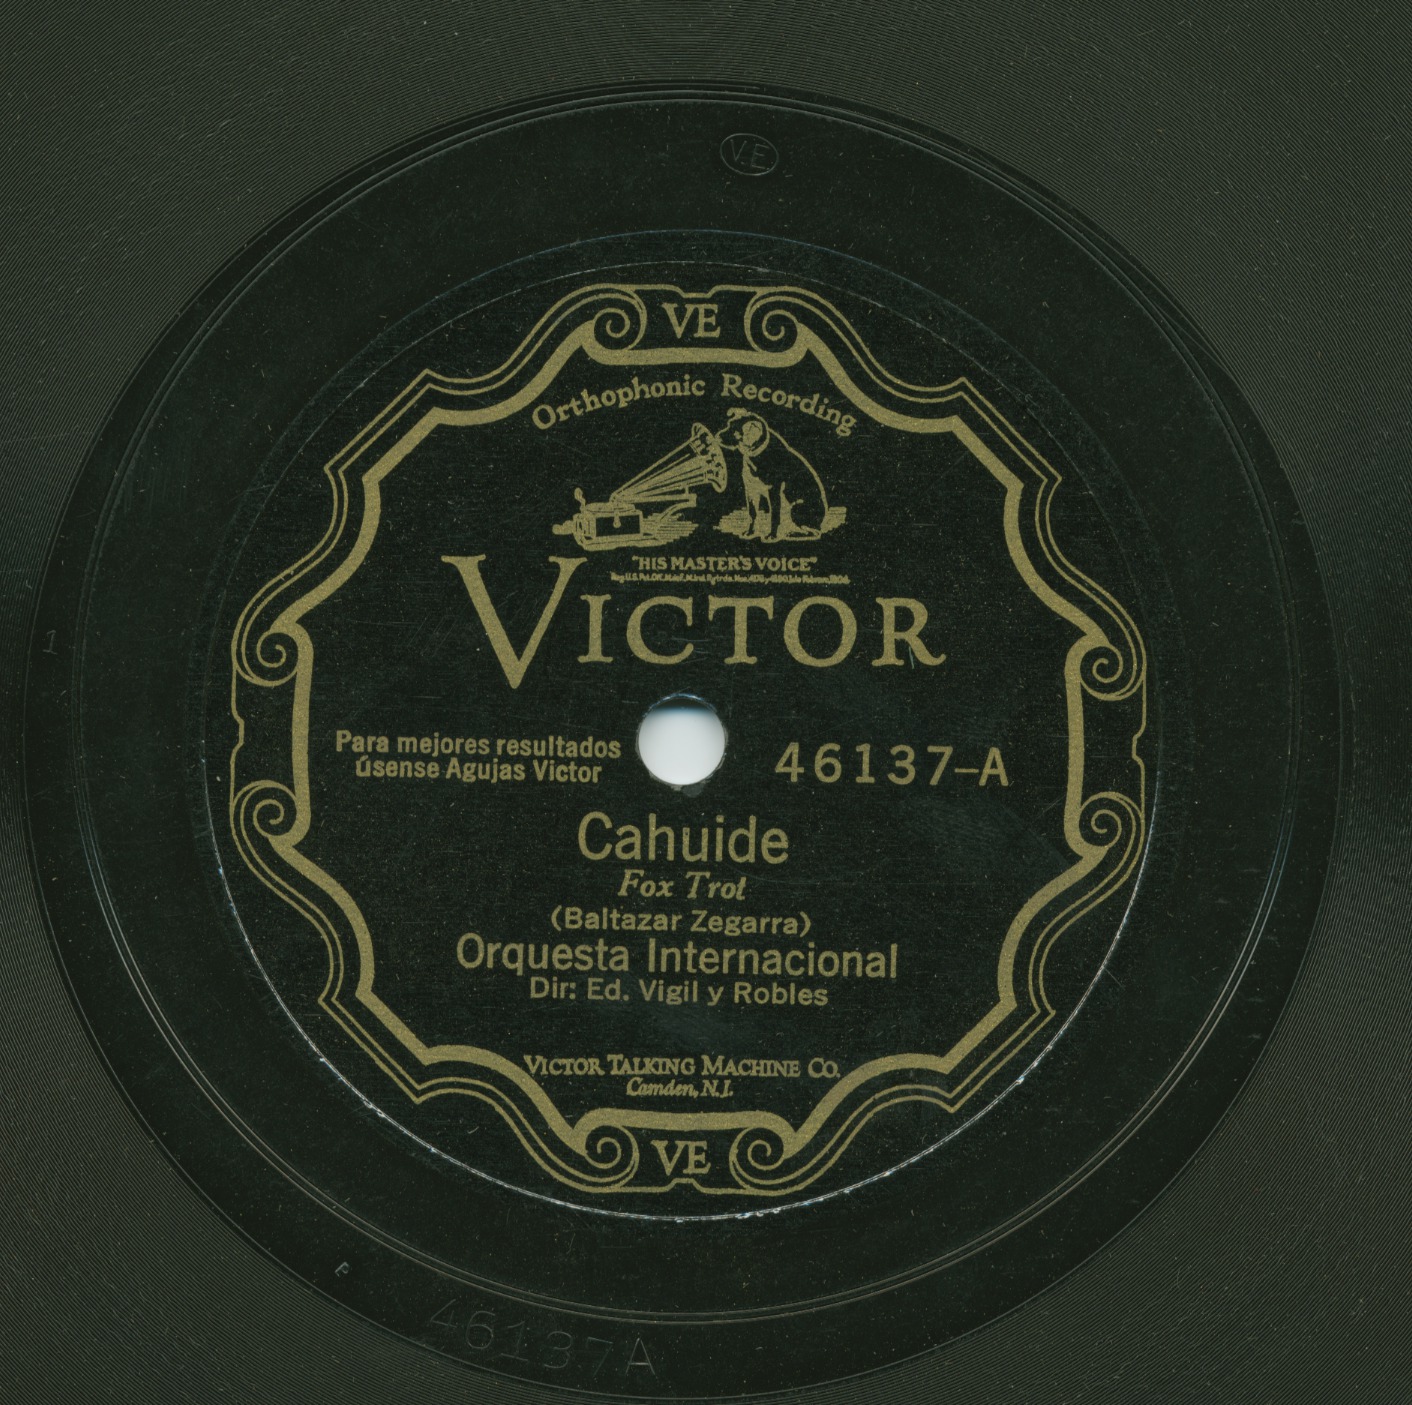 V.E
VE
Orthophonic Recording
"HIS MASTER'S VOICE"
VICTOR
Para mejores resultados
úsense Agujas Victor
46137-A
Cahuide
Fox Trot
(Baltazar Zegarra)
Orquesta Internacional
Dir: Ed. Vigil y Robles
VICTOR TALKING MACHINE CO.
Camden, N.J.
VE
46137A